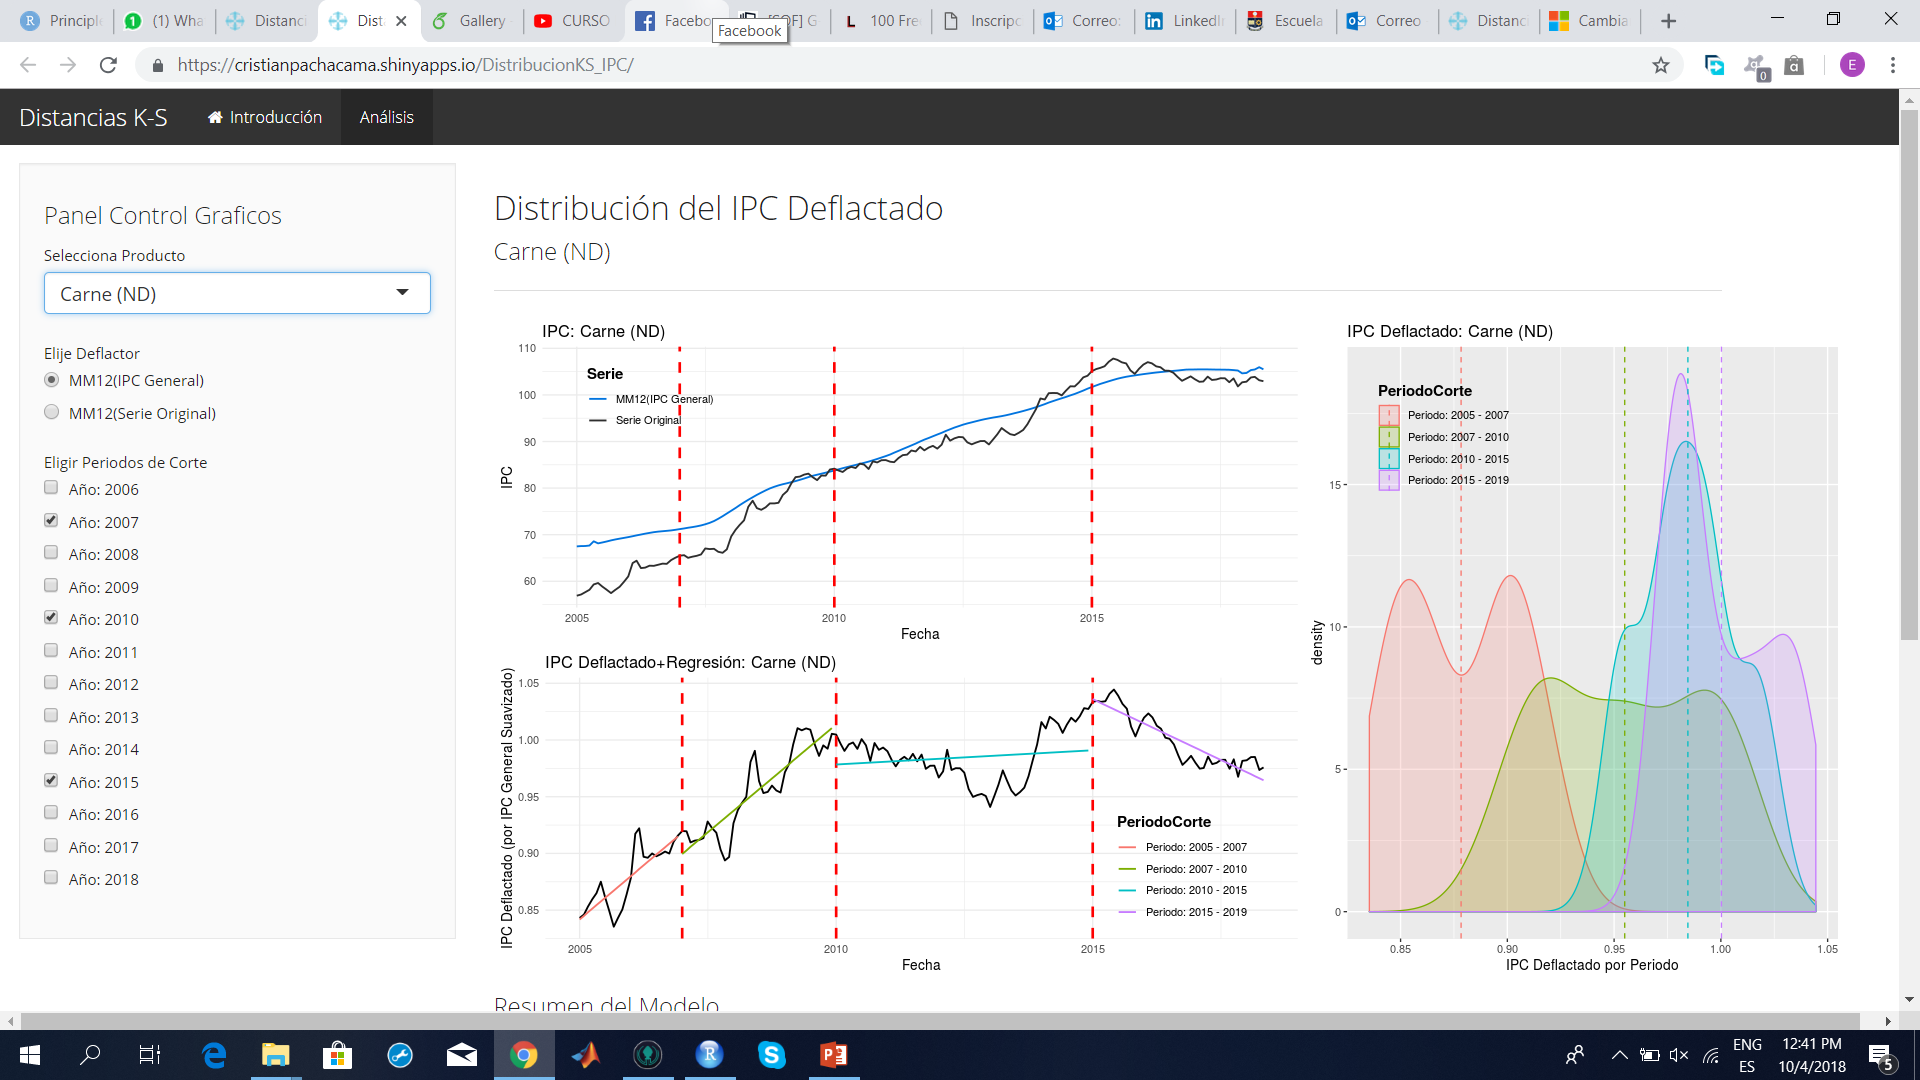 Principle
(1) Wha
Distanci
Dist
Gallery
CURSO
Facebo
[SDF] G
100 Fre
Inscripc
Correo:
LinkedIn
Escuela
Correo
Distanc
Cambia
Facebook
https://cristianpachacama.shinyapps.io/DistribucionKS_IPC/
0
E
Distancias K-S
Introducción
Análisis
Panel Control Graficos
Selecciona Producto
Carne (ND)
Elije Deflactor
MM12(IPC General)
MM12(Serie Original)
Eligir Periodos de Corte
Año: 2006
Año: 2007
Año: 2008
Año: 2009
Año: 2010
Año: 2011
Año: 2012
Año: 2013
Año: 2014
Año: 2015
Año: 2016
Año: 2017
Año: 2018
Distribución del IPC Deflactado
Carne (ND)
IPC: Carne (ND)
110
100
90
80
70
60
IPC
Serie
MM12(IPC General)
Serie Original
2005
2010
2015
Fecha
IPC Deflactado+Regresión: Carne (ND)
IPC Deflactado (por IPC General Suavizado)
1.05
1.00
0.95
0.90
0.85
PeriodoCorte
Periodo: 2005 - 2007
Periodo: 2007 - 2010
Periodo: 2010 - 2015
Periodo: 2015 - 2019
2005
2010
2015
Fecha
IPC Deflactado: Carne (ND)
PeriodoCorte
Periodo: 2005 - 2007
Periodo: 2007 - 2010
Periodo: 2010 - 2015
Periodo: 2015 - 2019
15
10
5
0
density
0.85
0.90
0.95
1.00
1.05
IPC Deflactado por Periodo
Resumen del Modelo
ENG
ES
12:41 PM
10/4/2018
5